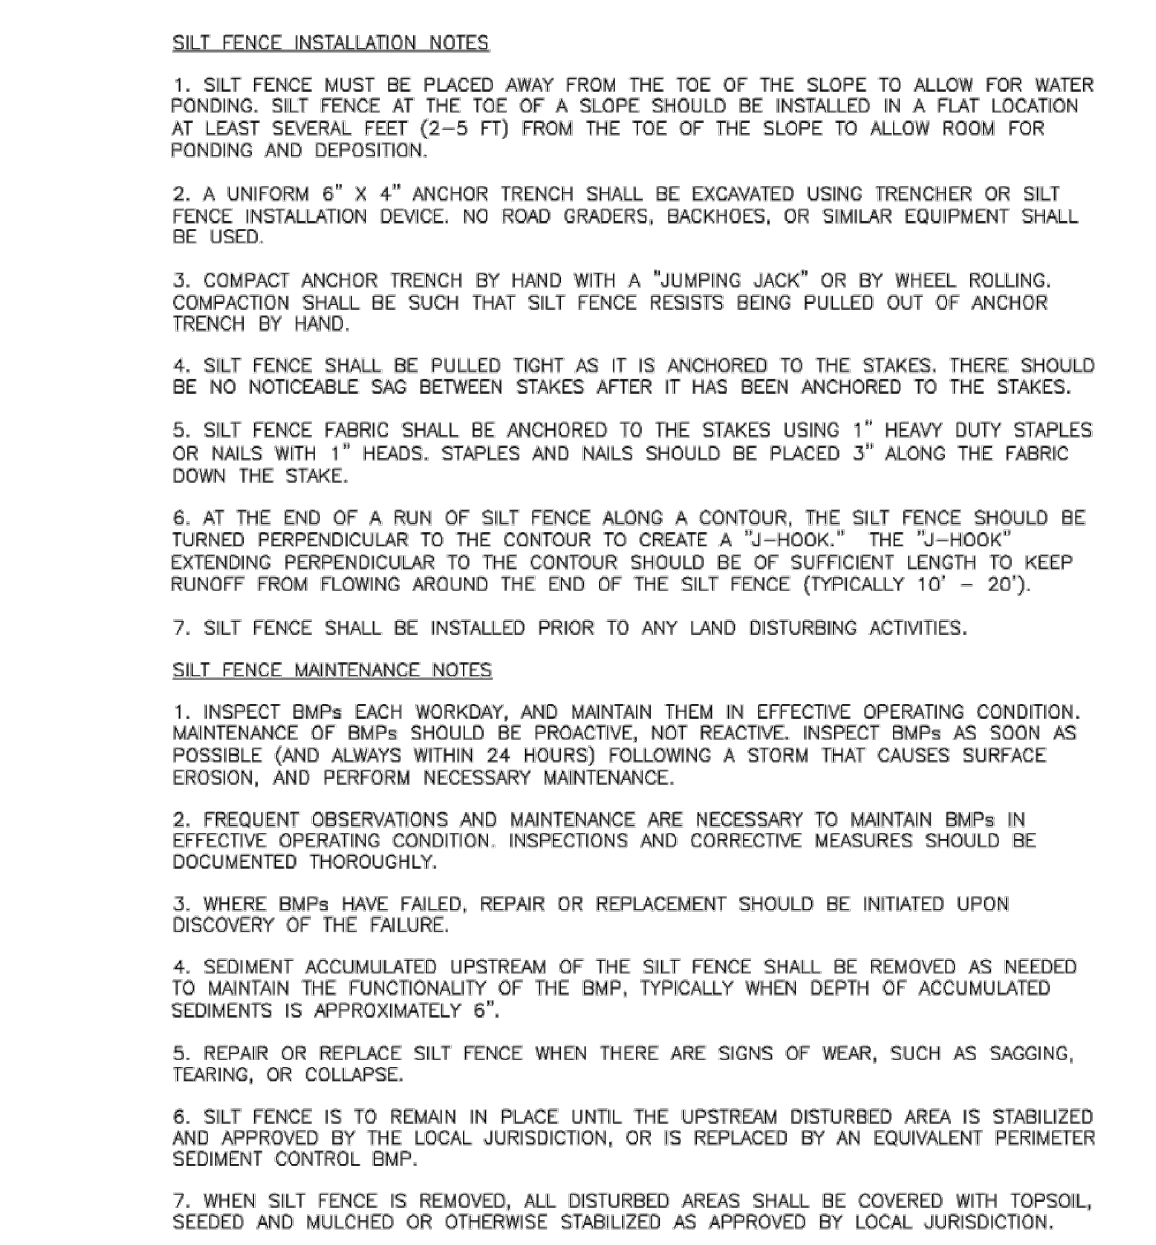 SILT FENCE INSTALLATION NOTES
1. SILT FENCE MUST BE PLACED AWAY FROM THE TOE OF THE SLOPE TO ALLOW FOR WATER
PONDING. SILT FENCE AT THE TOE OF A SLOPE SHOULD BE INSTALLED IN A FLAT LOCATION
AT LEAST SEVERAL FEET (2-5 FT) FROM THE TOE OF THE SLOPE TO ALLOW ROOM FOR
PONDING AND DEPOSITION.
2. A UNIFORM 6" X 4" ANCHOR TRENCH SHALL BE EXCAVATED USING TRENCHER OR SILT
FENCE INSTALLATION DEVICE. NO ROAD GRADERS, BACKHOES, OR SIMILAR EQUIPMENT SHALL
BE USED.
3. COMPACT ANCHOR TRENCH BY HAND WITH A "JUMPING JACK" OR BY WHEEL ROLLING.
COMPACTION SHALL BE SUCH THAT SILT FENCE RESISTS BEING PULLED OUT OF ANCHOR
TRENCH BY HAND.
4. SILT FENCE SHALL BE PULLED TIGHT AS IT IS ANCHORED TO THE STAKES. THERE SHOULD
BE NO NOTICEABLE SAG BETWEEN STAKES AFTER IT HAS BEEN ANCHORED TO THE STAKES.
5. SILT FENCE FABRIC SHALL BE ANCHORED TO THE STAKES USING 1" HEAVY DUTY STAPLES
OR NAILS WITH 1" HEADS. STAPLES AND NAILS SHOULD BE PLACED 3" ALONG THE FABRIC
DOWN THE STAKE.
6. AT THE END OF A RUN OF SILT FENCE ALONG A CONTOUR, THE SILT FENCE SHOULD BE
TURNED PERPENDICULAR TO THE CONTOUR TO CREATE A "J-HOOK." THE "J-HOOK"
EXTENDING PERPENDICULAR TO THE CONTOUR SHOULD BE OF SUFFICIENT LENGTH TO KEEP
RUNOFF FROM FLOWING AROUND THE END OF THE SILT FENCE (TYPICALLY 10' - 20').
7. SILT FENCE SHALL BE INSTALLED PRIOR TO ANY LAND DISTURBING ACTIVITIES.
SILT FENCE MAINTENANCE NOTES
1. INSPECT BMPs EACH WORKDAY, AND MAINTAIN THEM IN EFFECTIVE OPERATING CONDITION.
MAINTENANCE OF BMPs SHOULD BE PROACTIVE, NOT REACTIVE. INSPECT BMPs AS SOON AS
POSSIBLE (AND ALWAYS WITHIN 24 HOURS) FOLLOWING A STORM THAT CAUSES SURFACE
EROSION, AND PERFORM NECESSARY MAINTENANCE.
2. FREQUENT OBSERVATIONS AND MAINTENANCE ARE NECESSARY TO MAINTAIN BMPs IN
EFFECTIVE OPERATING CONDITION. INSPECTIONS AND CORRECTIVE MEASURES SHOULD BE
DOCUMENTED THOROUGHLY.
3. WHERE BMPs HAVE FAILED, REPAIR OR REPLACEMENT SHOULD BE INITIATED UPON
DISCOVERY OF THE FAILURE.
4. SEDIMENT ACCUMULATED UPSTREAM OF THE SILT FENCE SHALL BE REMOVED AS NEEDED
TO MAINTAIN THE FUNCTIONALITY OF THE BMP, TYPICALLY WHEN DEPTH OF ACCUMULATED
SEDIMENTS IS APPROXIMATELY 6".
5. REPAIR OR REPLACE SILT FENCE WHEN THERE ARE SIGNS OF WEAR, SUCH AS SAGGING,
TEARING, OR COLLAPSE.
6. SILT FENCE IS TO REMAIN IN PLACE UNTIL THE UPSTREAM DISTURBED AREA IS STABILIZED
AND APPROVED BY THE LOCAL JURISDICTION, OR IS REPLACED BY AN EQUIVALENT PERIMETER
SEDIMENT CONTROL BMP.
7. WHEN SILT FENCE IS REMOVED, ALL DISTURBED AREAS SHALL BE COVERED WITH TOPSOIL,
SEEDED AND MULCHED OR OTHERWISE STABILIZED AS APPROVED BY LOCAL JURISDICTION.